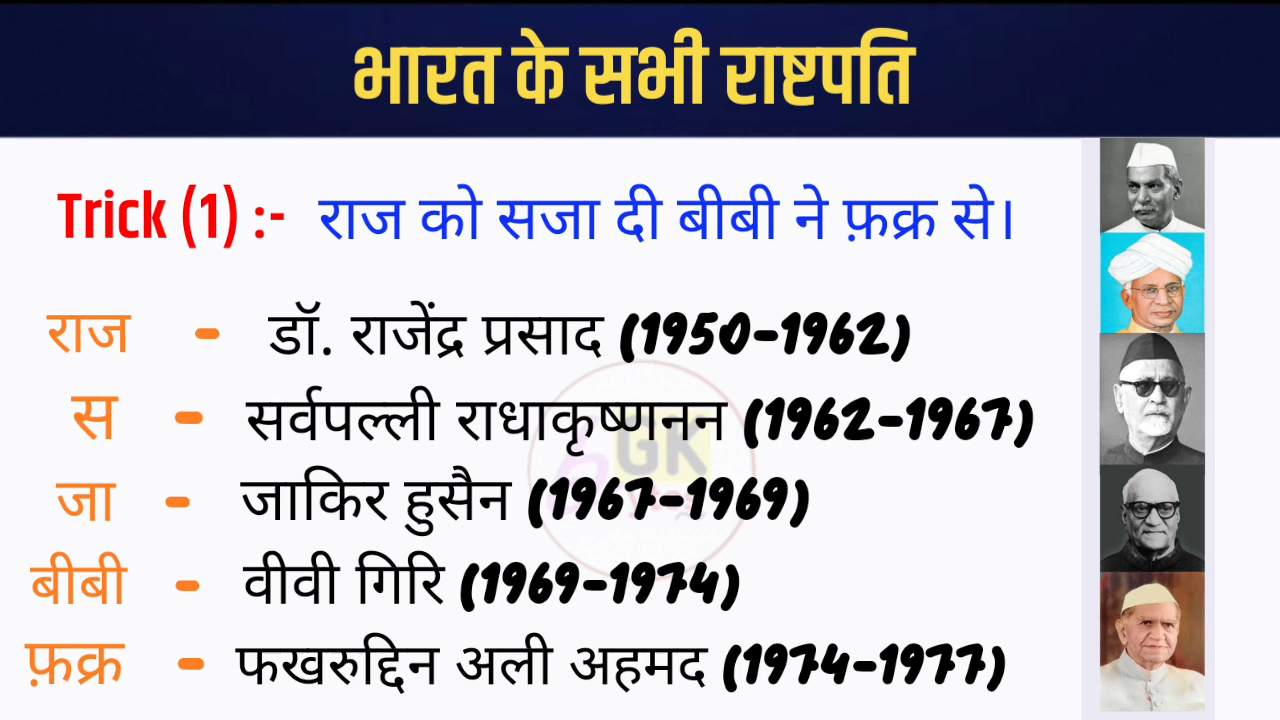 भारत के सभी राष्टपति
Trick (1) :- राज को सजा दी बीबी ने फ़क्र से।
राज - डॉ. राजेंद्र प्रसाद (1950-1962)
स - सर्वपल्ली राधाकृष्णनन (1962-1967)
GK
जा - जाकिर हुसैन (1967-1969)
बीबी - वीवी गिरि (1969-1974)
फ़क्र - फखरुद्दिन अली अहमद (1974-1977)